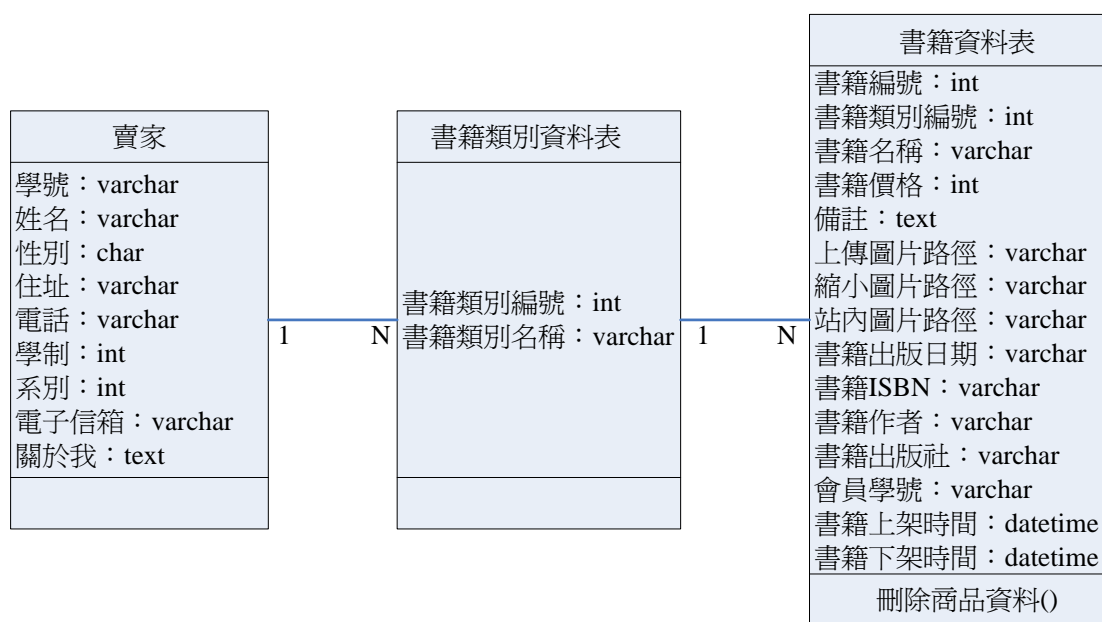 賣家
學號：varchar
姓名：varchar
性別：char
住址：varchar
電話：varchar
學制：int
系別：int
電子信箱：varchar
關於我：text
1
N
書籍類別資料表
書籍類別編號：int
書籍類別名稱：varchar
1
N
書籍資料表
書籍編號：int
書籍類別編號：int
書籍名稱：varchar
書籍價格：int
備註：text
上傳圖片路徑：varchar
縮小圖片路徑：varchar
站內圖片路徑：varchar
書籍出版日期：varchar
書籍ISBN：varchar
書籍作者：varchar
書籍出版社：varchar
會員學號：varchar
書籍上架時間：datetime
書籍下架時間：datetime
刪除商品資料()